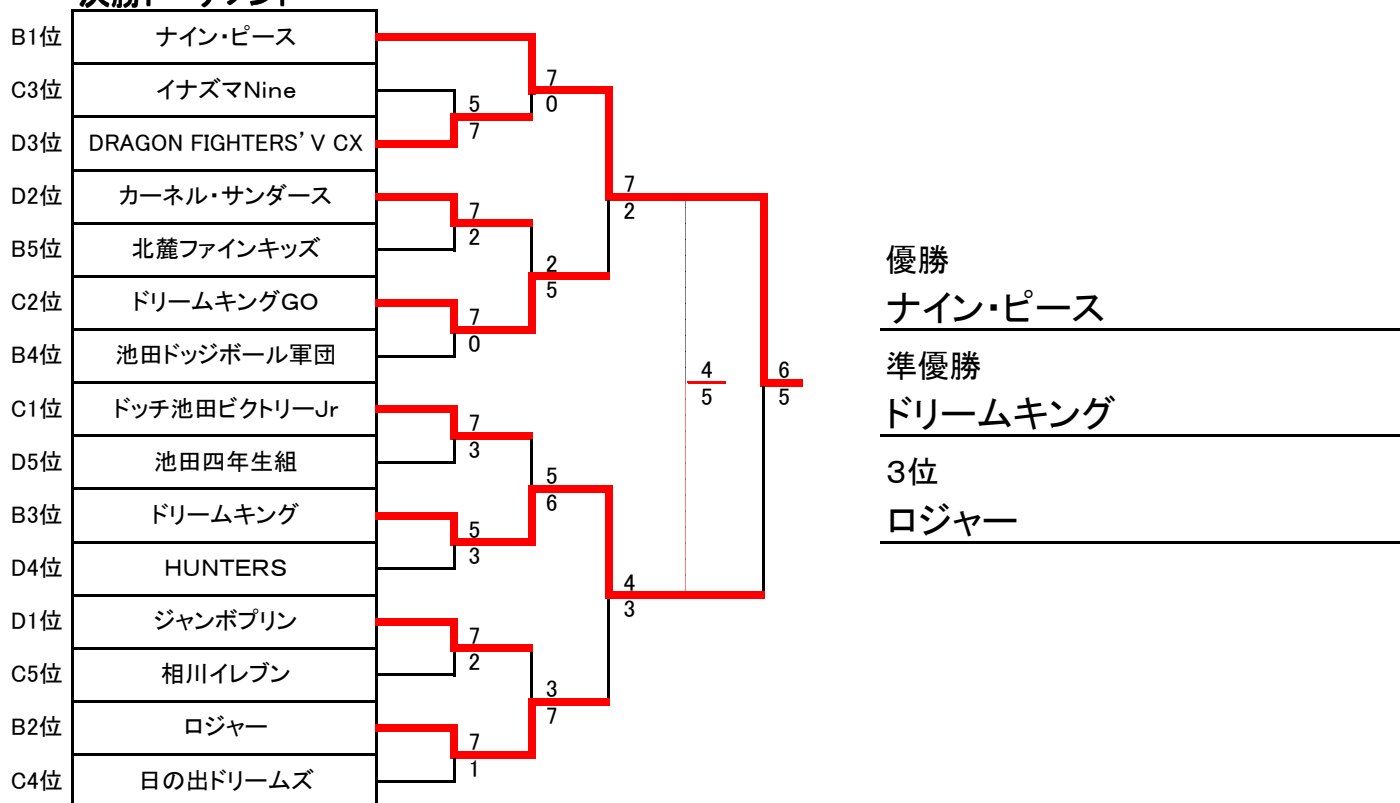 決勝トーナメント
B1位 ナイン・ピース
C3位 イナズマNine
D3位 DRAGON FIGHTERS’V CX
D2位 カーネル・サンダース
B5位 北麓ファインキッズ
C2位 ドリームキングGO
B4位 池田ドッジボール軍団
C1位 ドッチ池田ビクトリーJr
D5位 池田四年生組
B3位 ドリームキング
D4位 HUNTERS
D1位 ジャンボプリン
C5位 相川イレブン
B2位 ロジャー
C4位 日の出ドリームズ
5
7
7
2
7
0
7
3
5
3
7
2
7
1
7
0
2
5
5
6
3
7
7
2
4
3
4
5
6
5
優勝
ナイン・ピース
準優勝
ドリームキング
3位
ロジャー